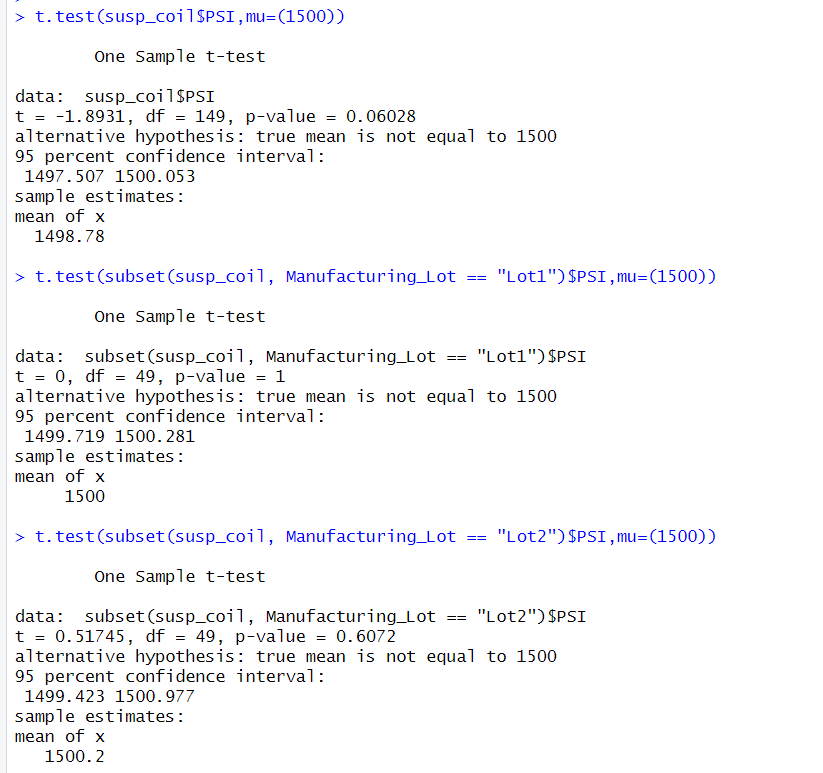 > t.test(susp_coil$PSI,mu=(1500))
One Sample t-test
data:  susp_coil$PSI
t = -1.8931, df = 149, p-value = 0.06028
alternative hypothesis: true mean is not equal to 1500
95 percent confidence interval:
1497.507 1500.053
sample estimates:
mean of x
1498.78
> t.test(subset(susp_coil, Manufacturing_Lot == "Lot1")$PSI,mu=(1500))
One Sample t-test
data:  subset(susp_coil, Manufacturing_Lot == "Lot1")$PSI
t = 0, df = 49, p-value = 1
alternative hypothesis: true mean is not equal to 1500
95 percent confidence interval:
1499.719 1500.281
sample estimates:
mean of x
1500
> t.test(subset(susp_coil, Manufacturing_Lot == "Lot2")$PSI,mu=(1500))
One Sample t-test
data:  subset(susp_coil, Manufacturing_Lot == "Lot2")$PSI
t = 0.51745, df = 49, p-value = 0.6072
alternative hypothesis: true mean is not equal to 1500
95 percent confidence interval:
1499.423 1500.977
sample estimates:
mean of x
1500.2